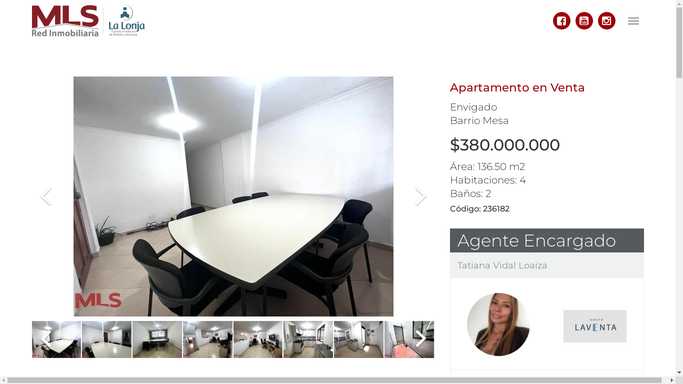 MLS
Red Inmobiliaria
La Lonja
Apartamento en Venta
Envigado
Barrio Mesa
$380.000.000
Área: 136.50 m2
Habitaciones: 4
Baños: 2
Código: 236182
MLS
Agente Encargado
Tatiana Vidal Loaiza
LAVENTA